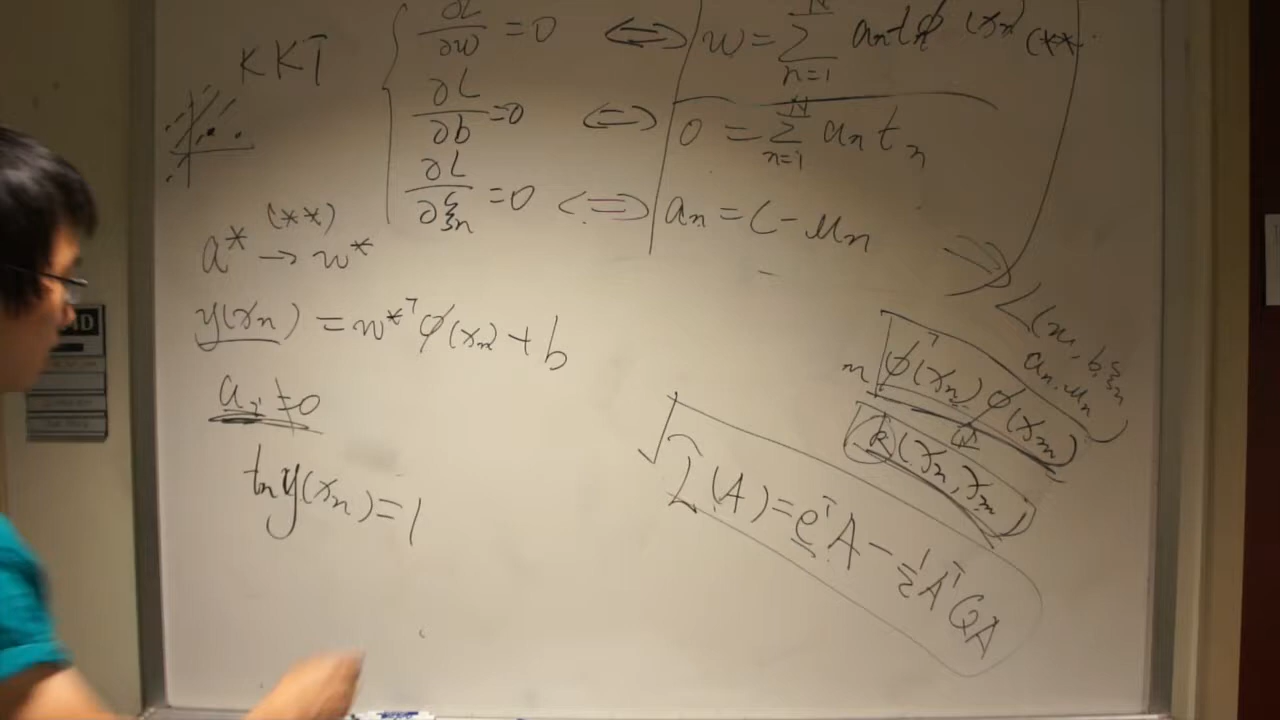 KKT
∂L/∂w = 0 ⟺ w = Σ_{n=1}^{N} a_n t_n φ(x_n) (**
∂L/∂b = 0 ⟺ 0 = Σ_{n=1}^{N} a_n t_n
∂L/∂ξ_n = 0 ⟺ a_n = C - μ_n
⇒ L(w, b, ξ_n
a_n, μ_n)
a* →(**) w*
y(x_n) = w*ᵀ φ(x_n) + b
a_n ≠ 0
t_n y(x_n) = 1
φᵀ(x_n) φ(x_m)
k(x_n, x_m)
L̃(A) = eᵀA - ½AᵀQA